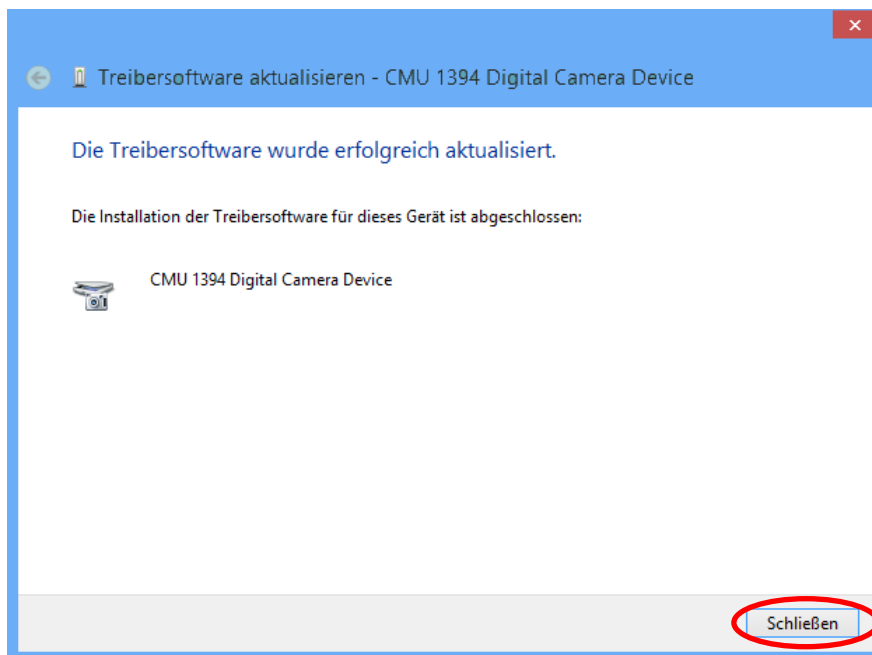 Treibersoftware aktualisieren - CMU 1394 Digital Camera Device
Die Treibersoftware wurde erfolgreich aktualisiert.
Die Installation der Treibersoftware für dieses Gerät ist abgeschlossen:
CMU 1394 Digital Camera Device
Schließen